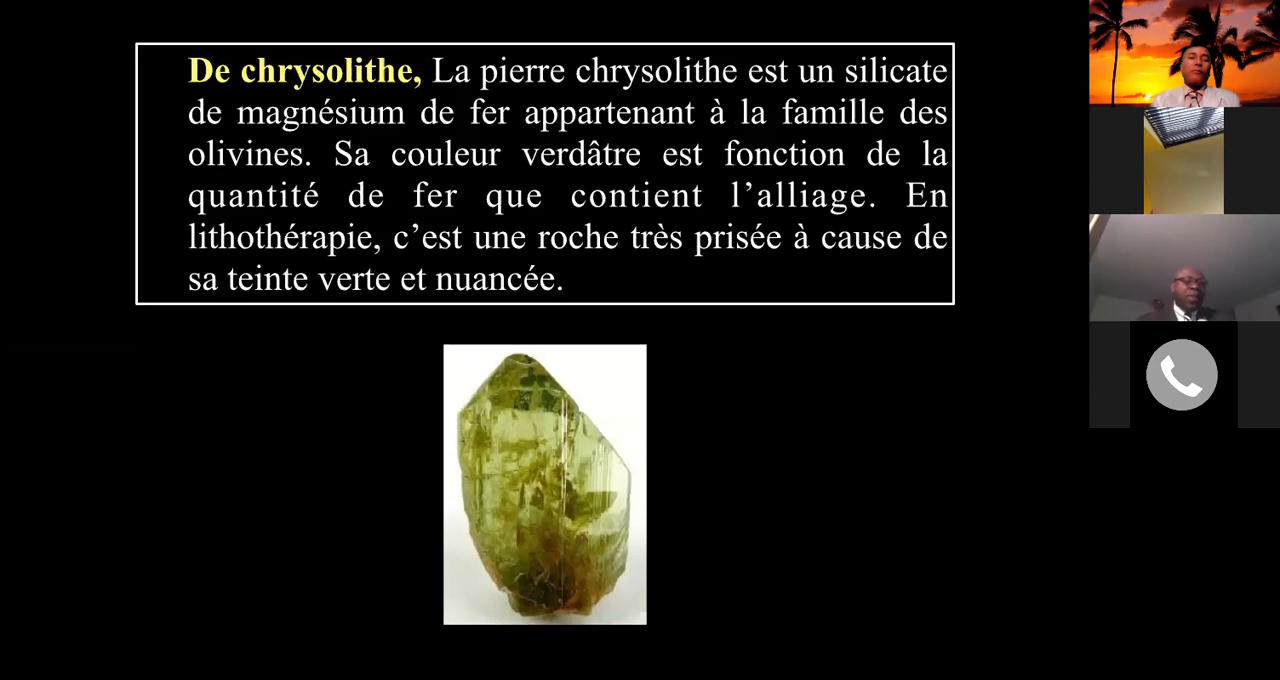 De chrysolithe, La pierre chrysolithe est un silicate
de magnésium de fer appartenant à la famille des
olivines. Sa couleur verdâtre est fonction de la
quantité de fer que contient l’alliage. En
lithothérapie, c’est une roche très prisée à cause de
sa teinte verte et nuancée.